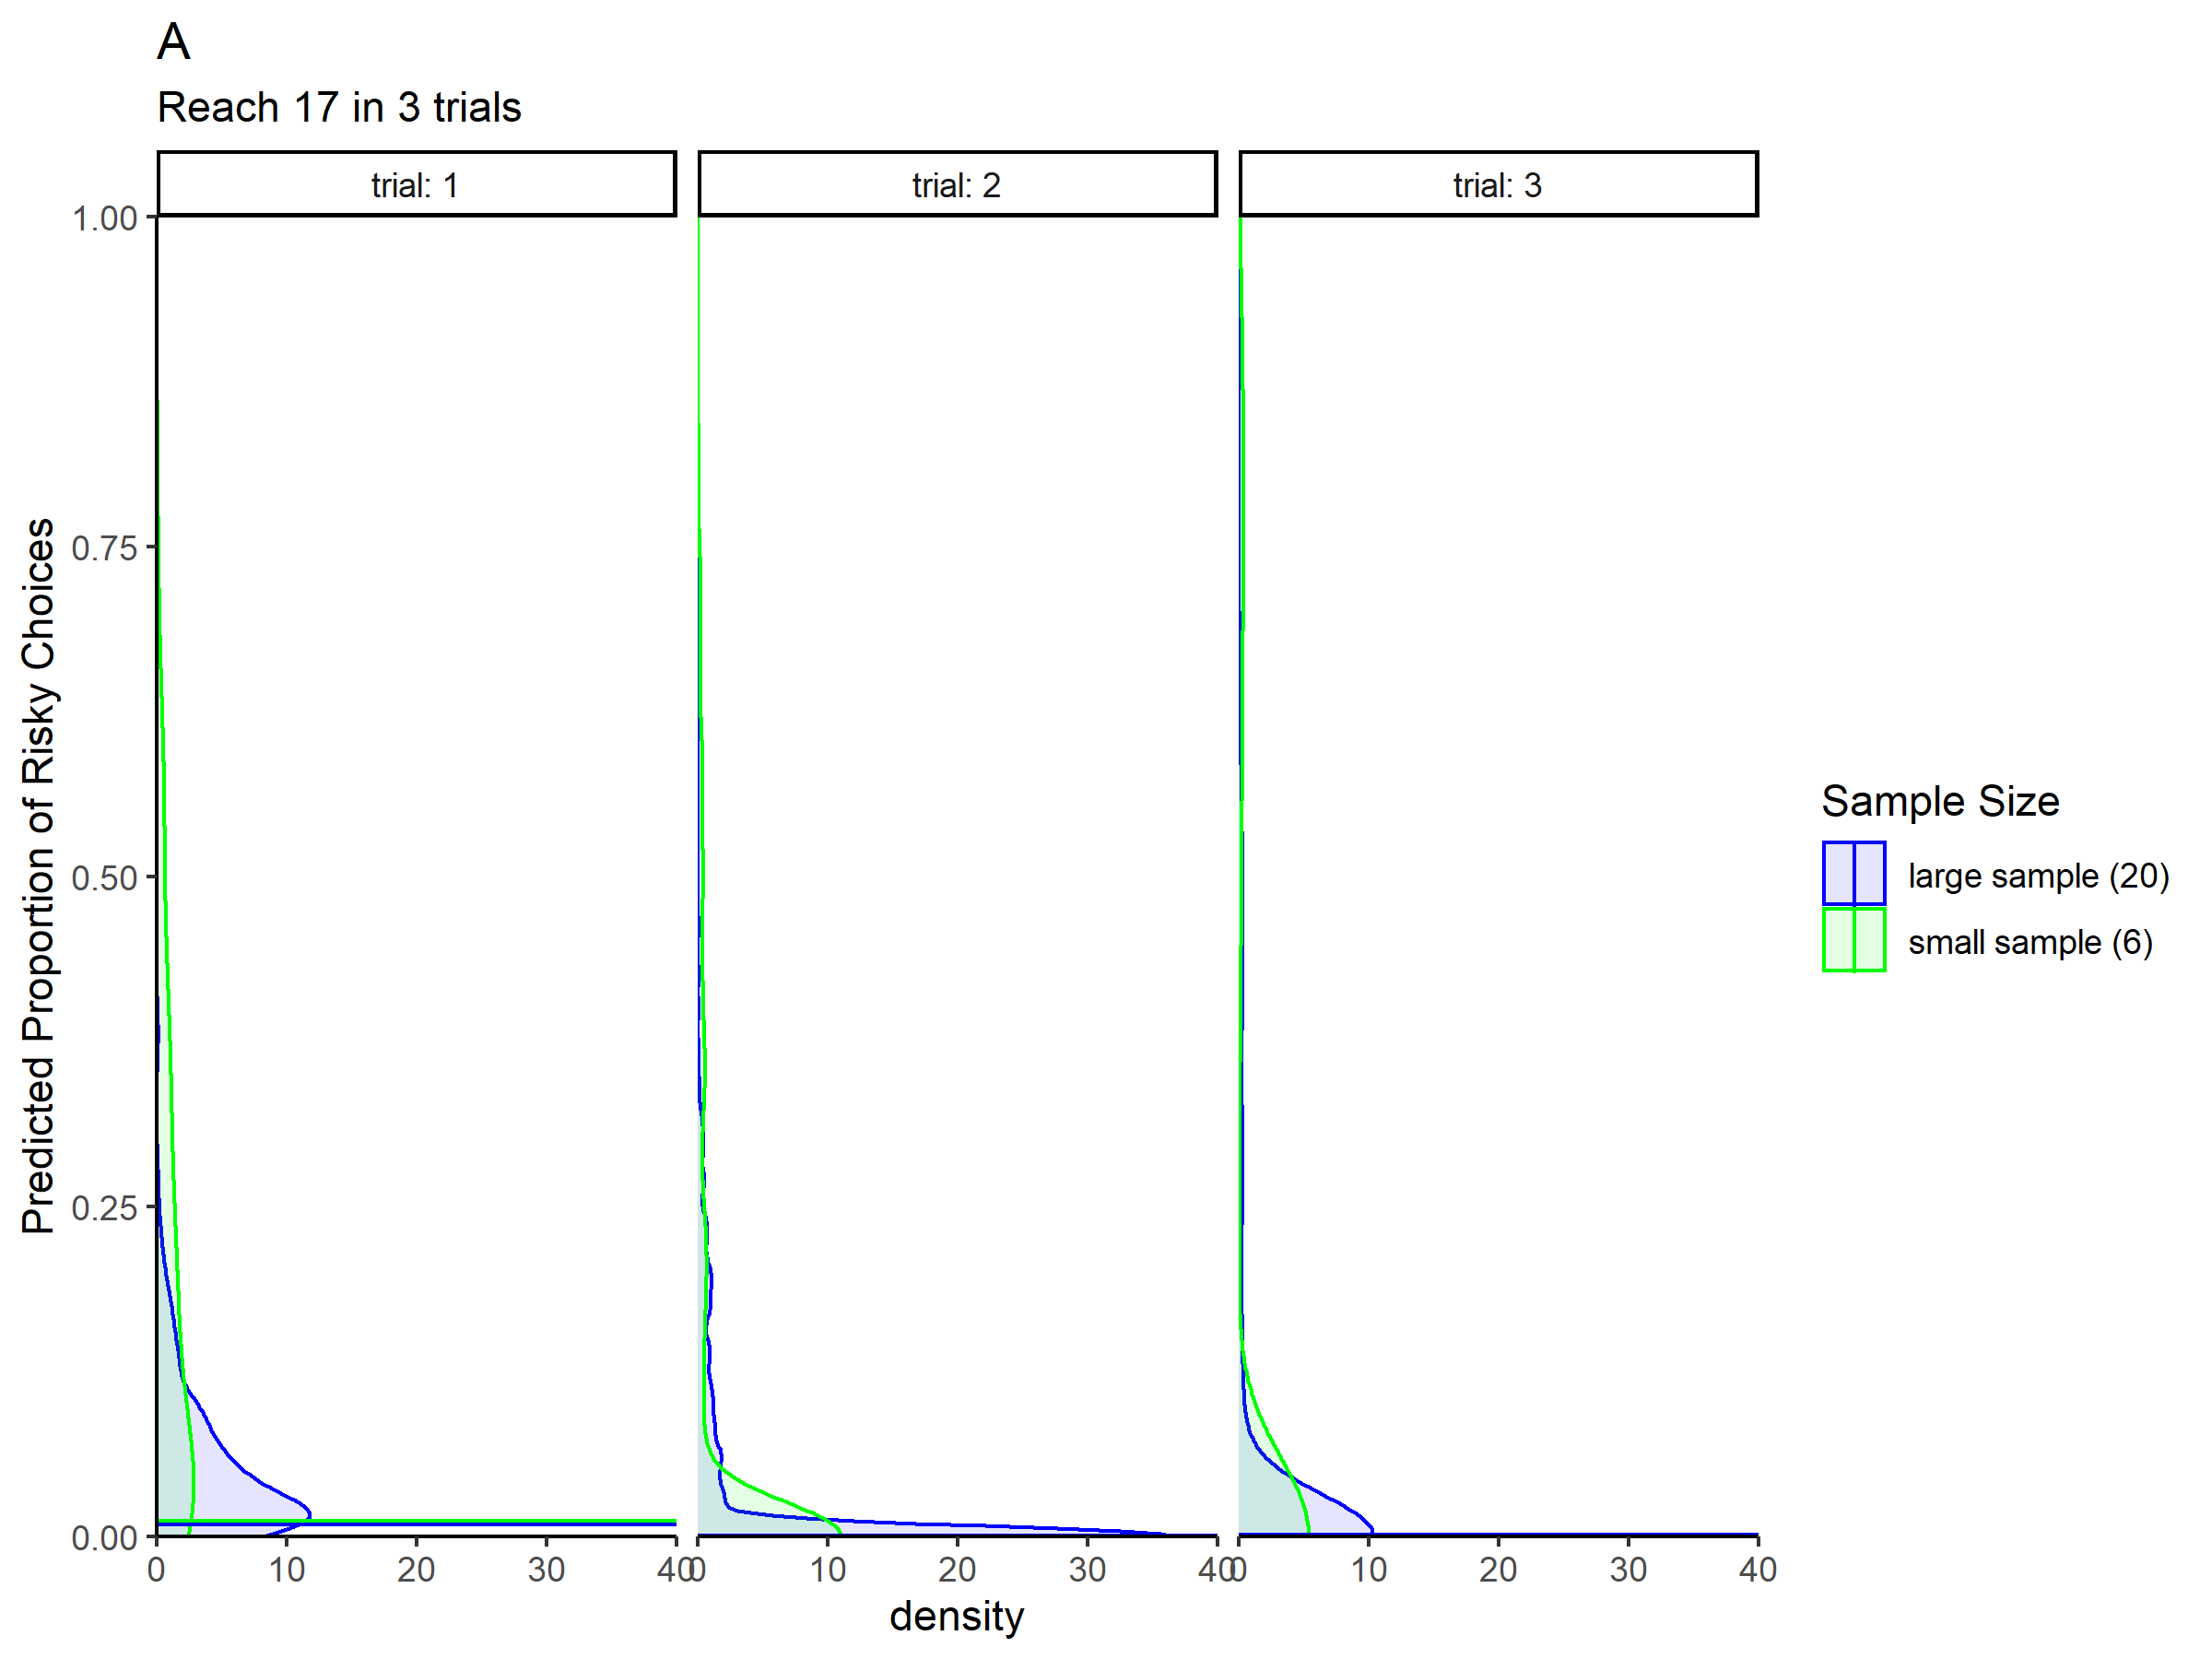 A
Reach 17 in 3 trials
trial: 1
trial: 2
trial: 3
1.00
0.75
0.50
0.25
0.00
Predicted Proportion of Risky Choices
0 10 20 30 40
0 10 20 30 40
0 10 20 30 40
density
Sample Size
large sample (20)
small sample (6)